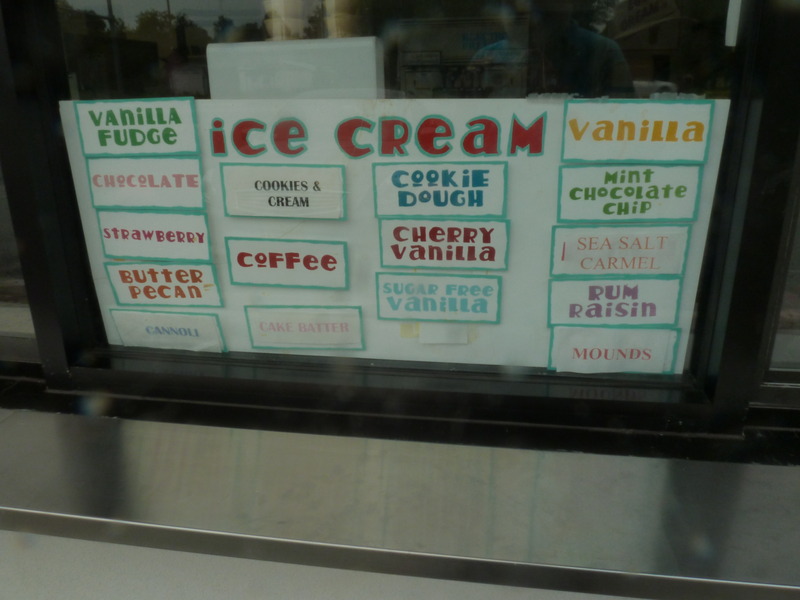 ice CREAM
VANILLA
FUDGE
CHOCOLATE
STRAWBERRY
BUTTER
PECAN
CANNOLI
COOKIES &
CREAM
COFFEE
CAKE BATTER
COOKIE
DOUGH
CHERRY
VANILLA
SUGAR FREE
VANILLA
VANILLA
MINT
CHOCOLATE
CHIP
SEA SALT
CARMEL
RUM
RAISIN
MOUNDS